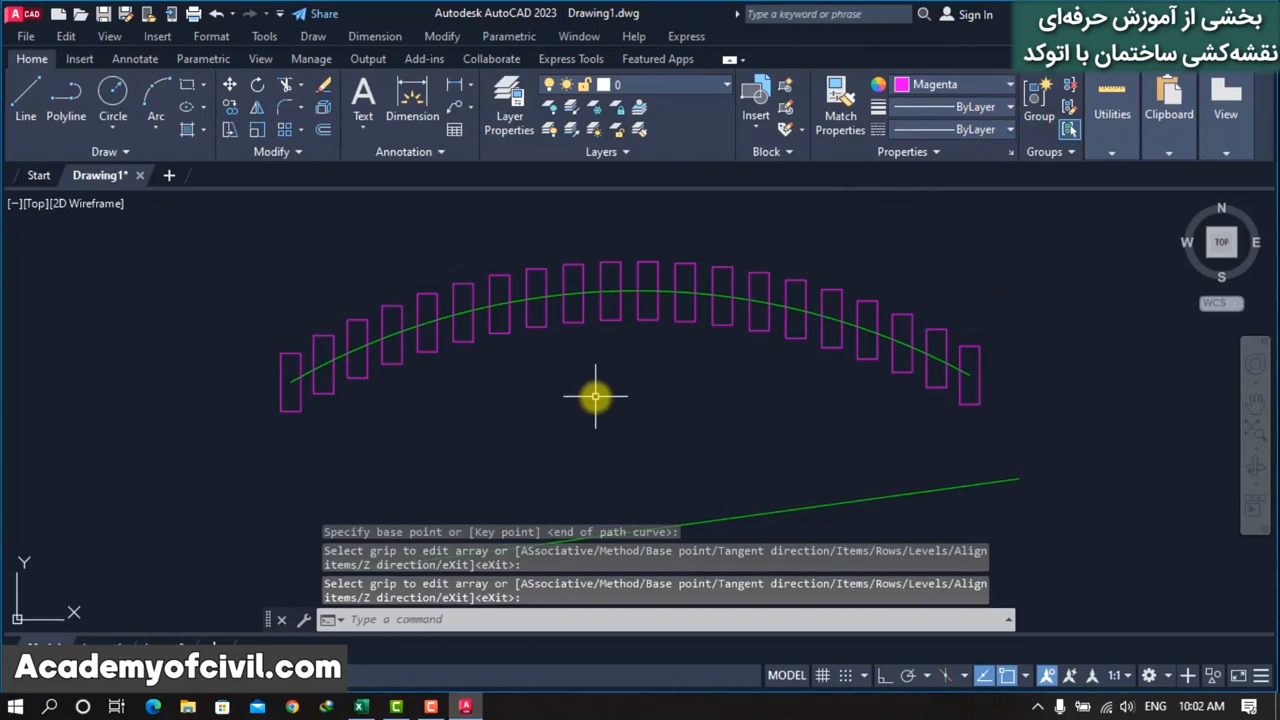 CAD
Share
Autodesk AutoCAD 2023 Drawing1.dwg
Type a keyword or phrase
Sign In
بخشی از آموزش حرفه‌ای
نقشه‌کشی ساختمان با اتوکد
File Edit View Insert Format Tools Draw Dimension Modify Parametric Window Help Express
Home Insert Annotate Parametric View Manage Output Add-ins Collaborate Express Tools Featured Apps
Line Polyline Circle Arc
Text Dimension
Layer Properties
0
Insert
Match Properties
Magenta
ByLayer
ByLayer
Group
Utilities Clipboard View
Draw Modify Annotation Layers Block Properties Groups
Start Drawing1*
[−][Top][2D Wireframe]
N
W TOP E
S
WCS
Specify base point or [Key point] <end of path curve>:
Select grip to edit array or [ASsociative/Method/Base point/Tangent direction/Items/Rows/Levels/Align
items/Z direction/eXit]<eXit>:
Select grip to edit array or [ASsociative/Method/Base point/Tangent direction/Items/Rows/Levels/Align
items/Z direction/eXit]<eXit>:
Y
X
Type a command
Academyofcivil.com
MODEL 1:1
ENG 10:02 AM